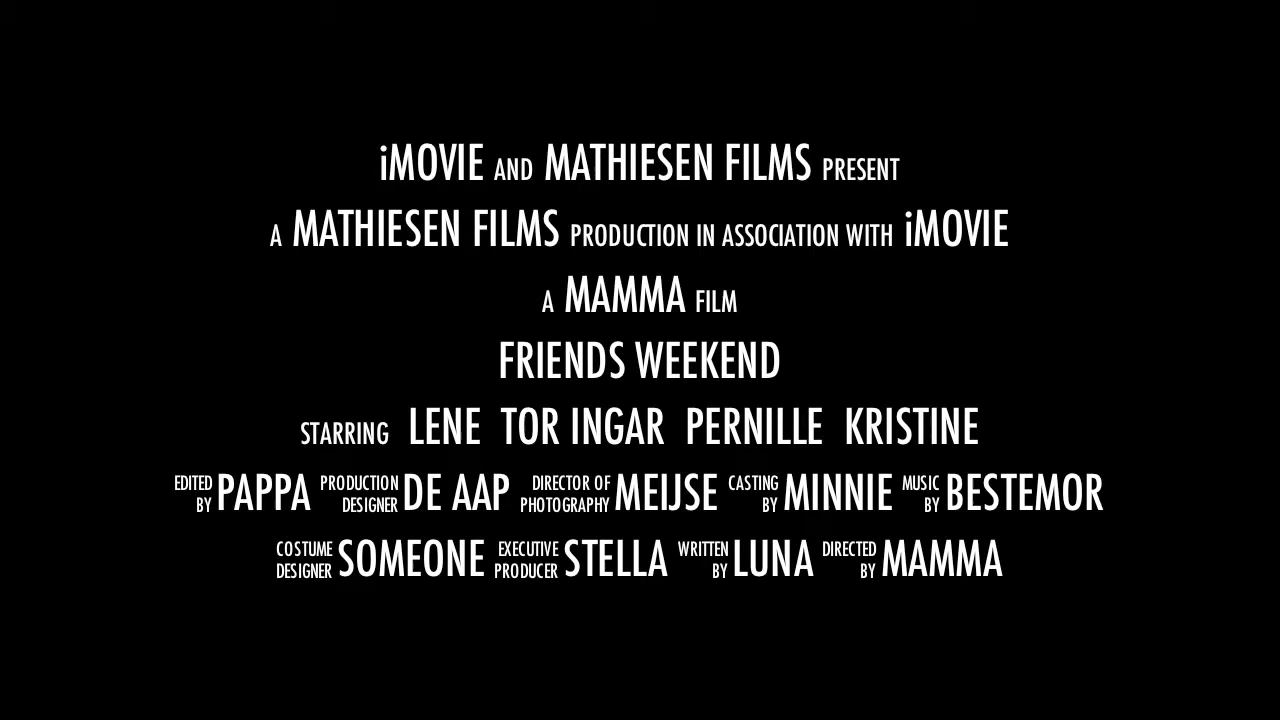 iMOVIE AND MATHIESEN FILMS PRESENT
A MATHIESEN FILMS PRODUCTION IN ASSOCIATION WITH iMOVIE
A MAMMA FILM
FRIENDS WEEKEND
STARRING LENE TOR INGAR PERNILLE KRISTINE
EDITED BY PAPPA PRODUCTION DESIGNER DE AAP DIRECTOR OF PHOTOGRAPHY MEIJSE CASTING BY MINNIE MUSIC BY BESTEMOR
COSTUME DESIGNER SOMEONE EXECUTIVE PRODUCER STELLA WRITTEN BY LUNA DIRECTED BY MAMMA